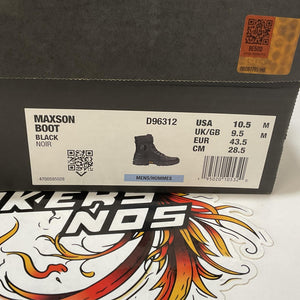 MAXSON
BOOT
BLACK
NOIR
D96312
USA 10.5 M
UK/GB 9.5 M
EUR 43.5
CM 28.5
MENS/HOMMES
KERS
NOS